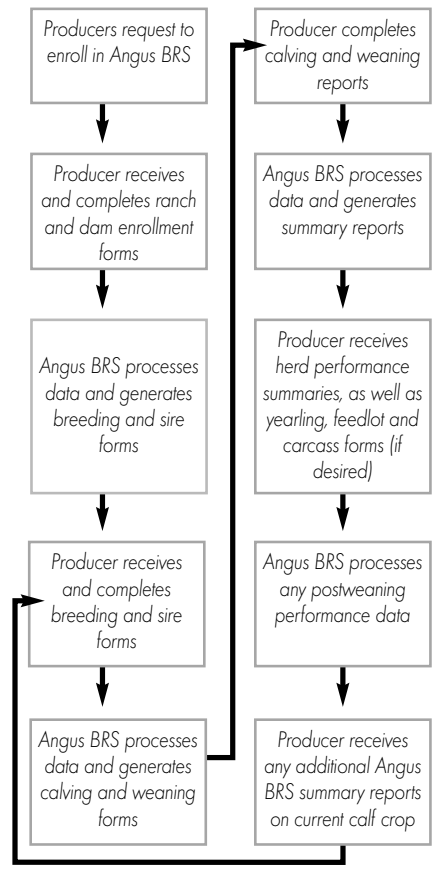 Producers request to
enroll in Angus BRS
Producer receives
and completes ranch
and dam enrollment
forms
Angus BRS processes
data and generates
breeding and sire
forms
Producer receives
and completes
breeding and sire
forms
Angus BRS processes
data and generates
calving and weaning
forms
Producer completes
calving and weaning
reports
Angus BRS processes
data and generates
summary reports
Producer receives
herd performance
summaries, as well as
yearling, feedlot and
carcass forms (if
desired)
Angus BRS processes
any postweaning
performance data
Producer receives
any additional Angus
BRS summary reports
on current calf crop